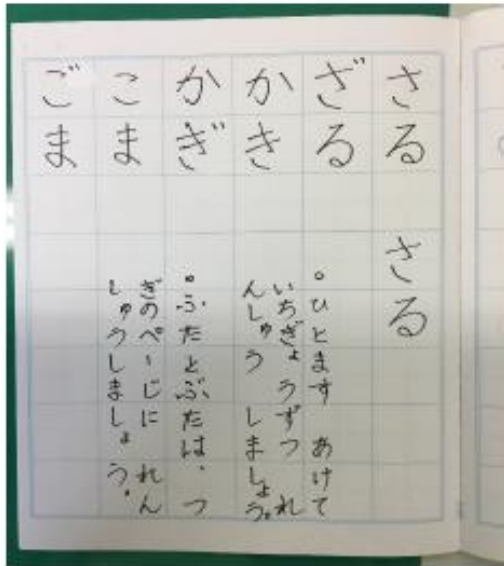 さる　さる
ざる
かき
かぎ
こま
ごま
。ひとます　あけて
いちぎょうずつ　れ
んしゅう　しましょう。
。ふたとぶたは、つ
ぎのぺーじに　れん
しゅうしましょう。